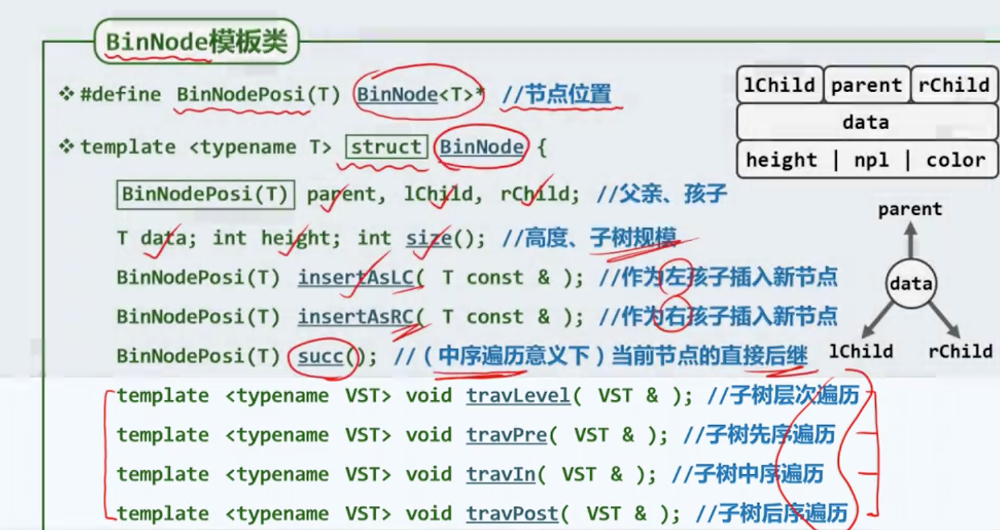 BinNode模板类
❖ #define BinNodePosi(T) BinNode<T>* //节点位置
❖ template <typename T> struct BinNode {
BinNodePosi(T) parent, lChild, rChild; //父亲、孩子
T data; int height; int size(); //高度、子树规模
BinNodePosi(T) insertAsLC( T const & ); //作为左孩子插入新节点
BinNodePosi(T) insertAsRC( T const & ); //作为右孩子插入新节点
BinNodePosi(T) succ(); //（中序遍历意义下）当前节点的直接后继
template <typename VST> void travLevel( VST & ); //子树层次遍历
template <typename VST> void travPre( VST & ); //子树先序遍历
template <typename VST> void travIn( VST & ); //子树中序遍历
template <typename VST> void travPost( VST & ); //子树后序遍历
lChild parent rChild
data
height | npl | color
parent
data
lChild rChild